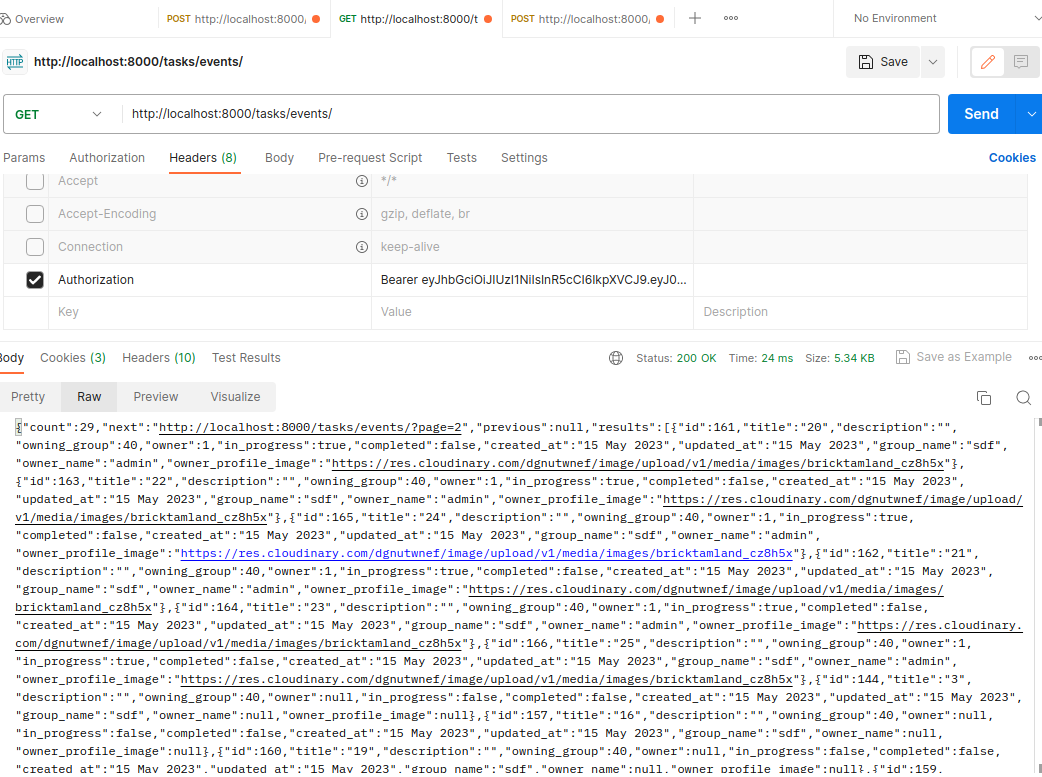 Overview POST http://localhost:8000/ GET http://localhost:8000/t POST http://localhost:8000/ No Environment
HTTP http://localhost:8000/tasks/events/ Save
GET http://localhost:8000/tasks/events/ Send
Params Authorization Headers (8) Body Pre-request Script Tests Settings Cookies
Accept */*
Accept-Encoding gzip, deflate, br
Connection keep-alive
Authorization Bearer eyJhbGciOiJIUzI1NiIsInR5cCI6IkpXVCJ9.eyJ0...
Key Value Description
Body Cookies (3) Headers (10) Test Results Status: 200 OK Time: 24 ms Size: 5.34 KB Save as Example
Pretty Raw Preview Visualize
{"count":29,"next":"http://localhost:8000/tasks/events/?page=2","previous":null,"results":[{"id":161,"title":"20","description":"",
"owning_group":40,"owner":1,"in_progress":true,"completed":false,"created_at":"15 May 2023","updated_at":"15 May 2023","group_name":"sdf",
"owner_name":"admin","owner_profile_image":"https://res.cloudinary.com/dgnutwnef/image/upload/v1/media/images/bricktamland_cz8h5x"},
{"id":163,"title":"22","description":"","owning_group":40,"owner":1,"in_progress":true,"completed":false,"created_at":"15 May 2023",
"updated_at":"15 May 2023","group_name":"sdf","owner_name":"admin","owner_profile_image":"https://res.cloudinary.com/dgnutwnef/image/upload/
v1/media/images/bricktamland_cz8h5x"},{"id":165,"title":"24","description":"","owning_group":40,"owner":1,"in_progress":true,
"completed":false,"created_at":"15 May 2023","updated_at":"15 May 2023","group_name":"sdf","owner_name":"admin",
"owner_profile_image":"https://res.cloudinary.com/dgnutwnef/image/upload/v1/media/images/bricktamland_cz8h5x"},{"id":162,"title":"21",
"description":"","owning_group":40,"owner":1,"in_progress":true,"completed":false,"created_at":"15 May 2023","updated_at":"15 May 2023",
"group_name":"sdf","owner_name":"admin","owner_profile_image":"https://res.cloudinary.com/dgnutwnef/image/upload/v1/media/images/
bricktamland_cz8h5x"},{"id":164,"title":"23","description":"","owning_group":40,"owner":1,"in_progress":true,"completed":false,
"created_at":"15 May 2023","updated_at":"15 May 2023","group_name":"sdf","owner_name":"admin","owner_profile_image":"https://res.cloudinary.
com/dgnutwnef/image/upload/v1/media/images/bricktamland_cz8h5x"},{"id":166,"title":"25","description":"","owning_group":40,"owner":1,
"in_progress":true,"completed":false,"created_at":"15 May 2023","updated_at":"15 May 2023","group_name":"sdf","owner_name":"admin",
"owner_profile_image":"https://res.cloudinary.com/dgnutwnef/image/upload/v1/media/images/bricktamland_cz8h5x"},{"id":144,"title":"3",
"description":"","owning_group":40,"owner":null,"in_progress":false,"completed":false,"created_at":"15 May 2023","updated_at":"15 May 2023",
"group_name":"sdf","owner_name":null,"owner_profile_image":null},{"id":157,"title":"16","description":"","owning_group":40,"owner":null,
"in_progress":false,"completed":false,"created_at":"15 May 2023","updated_at":"15 May 2023","group_name":"sdf","owner_name":null,
"owner_profile_image":null},{"id":160,"title":"19","description":"","owning_group":40,"owner":null,"in_progress":false,"completed":false,
"created_at":"15 May 2023","updated_at":"15 May 2023","group_name":"sdf","owner_name":null,"owner_profile_image":null},{"id":159,